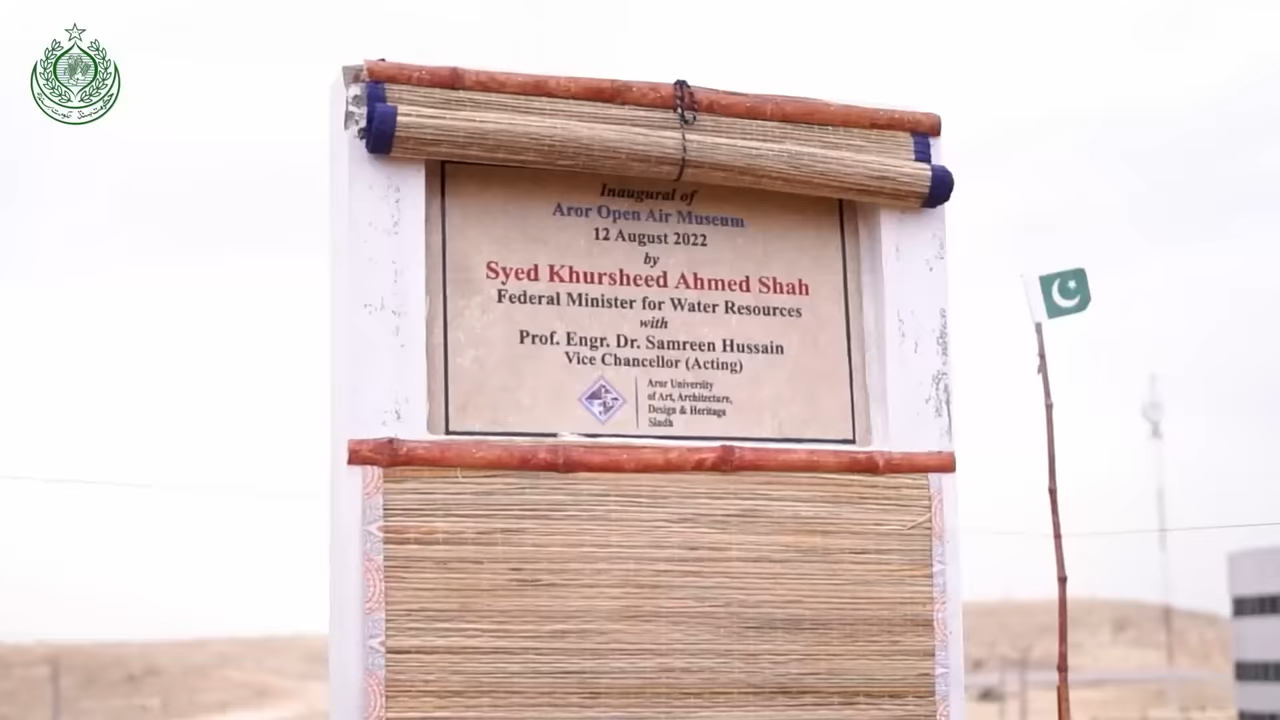 Inaugural of
Aror Open Air Museum
12 August 2022
by
Syed Khursheed Ahmed Shah
Federal Minister for Water Resources
with
Prof. Engr. Dr. Samreen Hussain
Vice Chancellor (Acting)
Aror University
of Art, Architecture,
Design & Heritage
Sindh